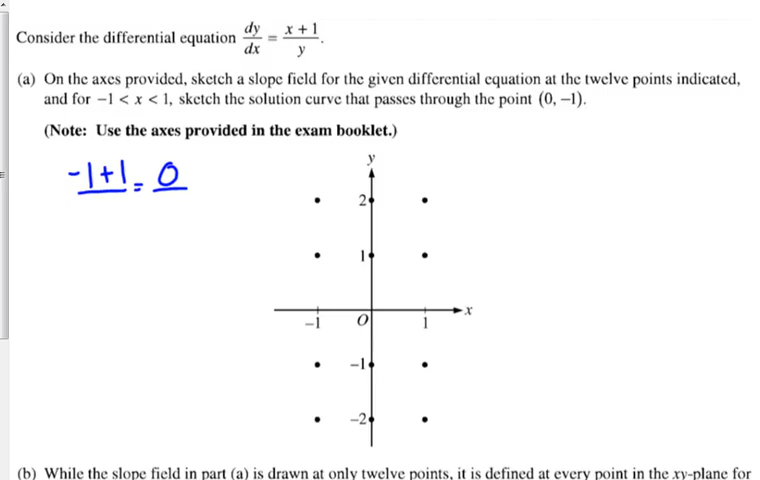 Consider the differential equation dy/dx = x + 1/y.
(a) On the axes provided, sketch a slope field for the given differential equation at the twelve points indicated,
and for −1 < x < 1, sketch the solution curve that passes through the point (0, −1).
(Note: Use the axes provided in the exam booklet.)
-1+1 = 0
y
2
1
−1 O 1 x
−1
−2
(b) While the slope field in part (a) is drawn at only twelve points, it is defined at every point in the xy-plane for